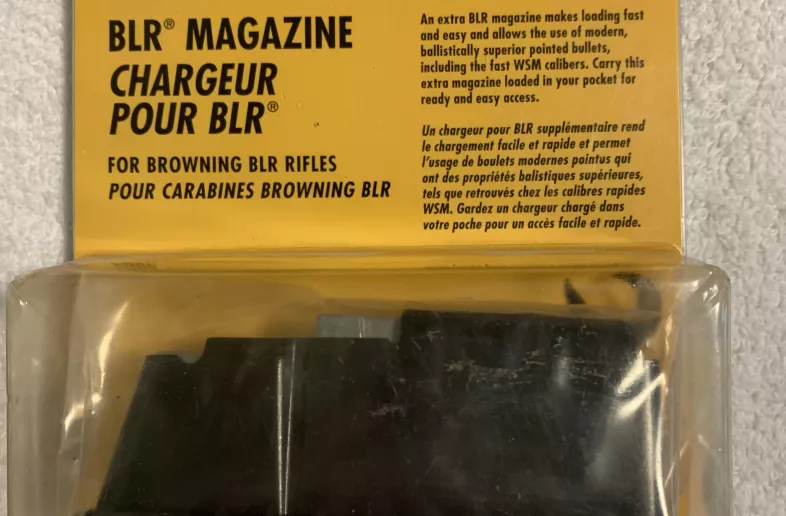 BLR® MAGAZINE
CHARGEUR
POUR BLR®
FOR BROWNING BLR RIFLES
POUR CARABINES BROWNING BLR
An extra BLR magazine makes loading fast
and easy and allows the use of modern,
ballistically superior pointed bullets,
including the fast WSM calibers. Carry this
extra magazine loaded in your pocket for
ready and easy access.
Un chargeur pour BLR supplémentaire rend
le chargement facile et rapide et permet
l'usage de boulets modernes pointus qui
ont des propriétés balistiques supérieures,
tels que retrouvés chez les calibres rapides
WSM. Gardez un chargeur chargé dans
votre poche pour un accès facile et rapide.